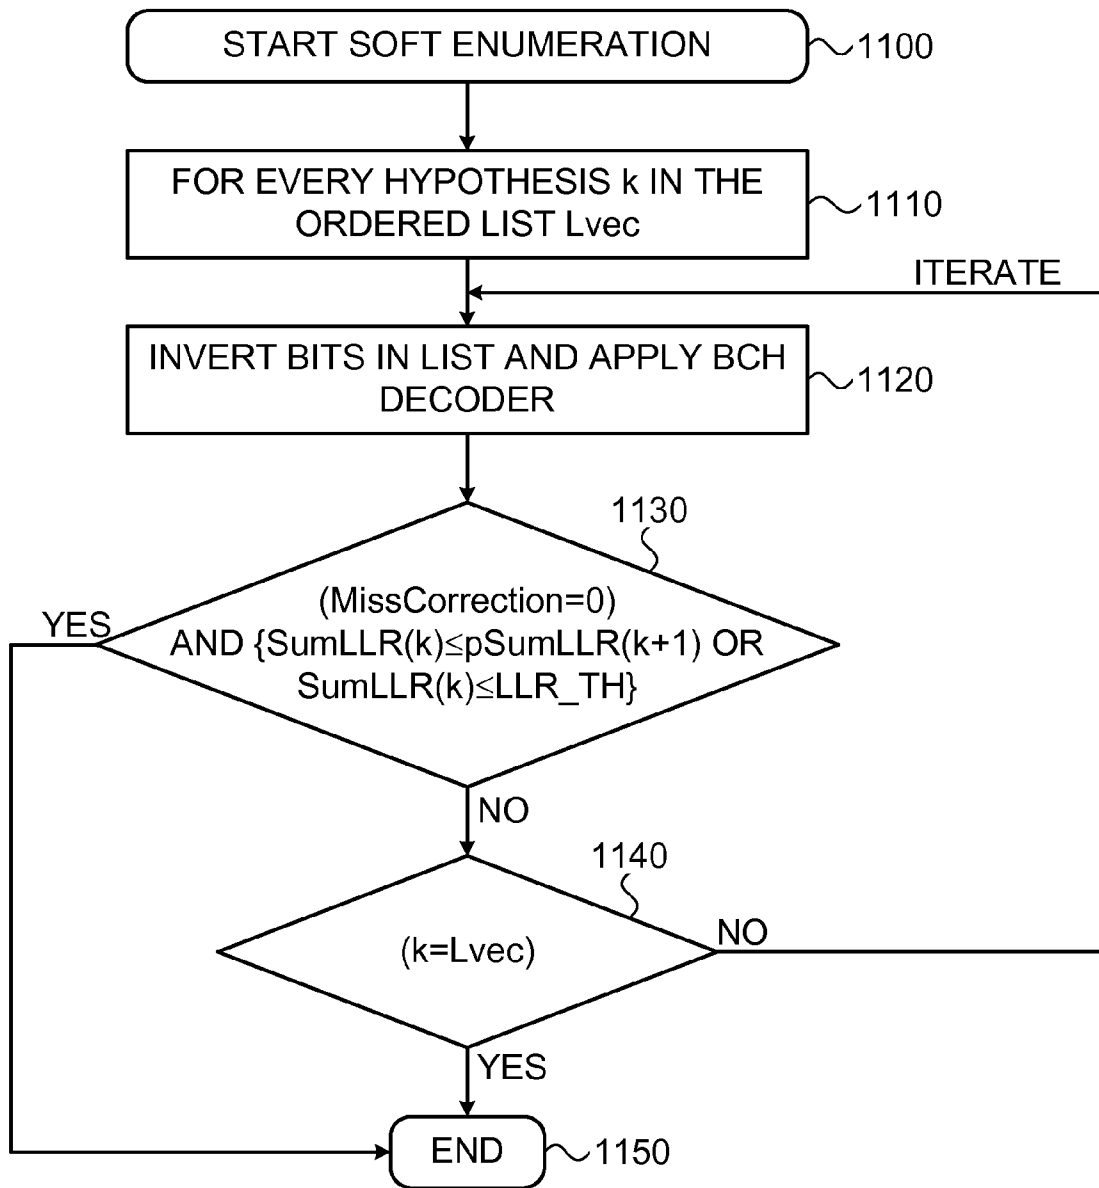 START SOFT ENUMERATION
1100
FOR EVERY HYPOTHESIS k IN THE
ORDERED LIST Lvec
1110
ITERATE
INVERT BITS IN LIST AND APPLY BCH
DECODER
1120
1130
(MissCorrection=0)
AND {SumLLR(k)≤pSumLLR(k+1) OR
SumLLR(k)≤LLR_TH}
YES
NO
1140
(k=Lvec)
NO
YES
END
1150